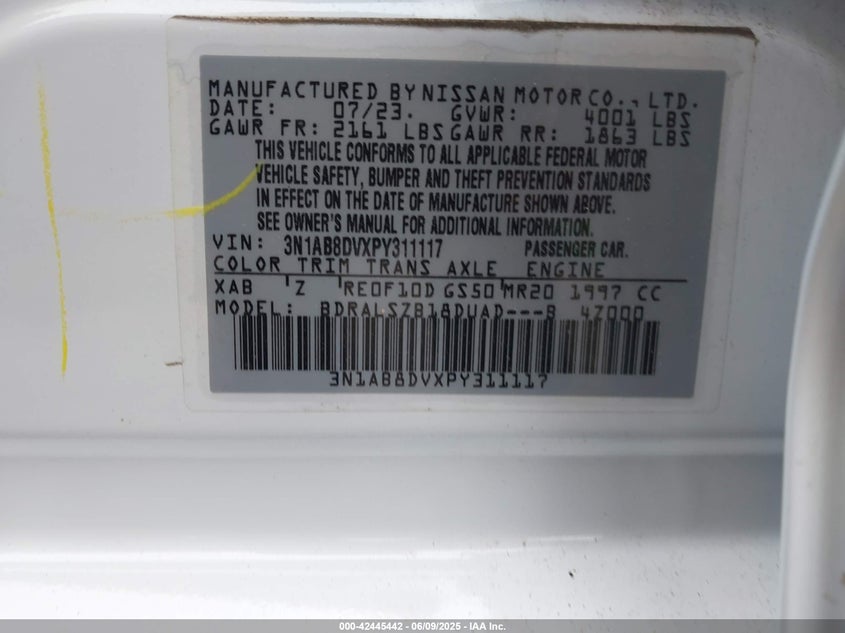 MANUFACTURED BY NISSAN MOTOR CO., LTD.
DATE: 07/23. GVWR: 4001 LBS
GAWR FR: 2161 LBS GAWR RR: 1863 LBS
THIS VEHICLE CONFORMS TO ALL APPLICABLE FEDERAL MOTOR
VEHICLE SAFETY, BUMPER AND THEFT PREVENTION STANDARDS
IN EFFECT ON THE DATE OF MANUFACTURE SHOWN ABOVE.
SEE OWNER'S MANUAL FOR ADDITIONAL INFORMATION.
VIN: 3N1AB8DVXPY311117 PASSENGER CAR.
COLOR TRIM TRANS AXLE ENGINE
XAB Z RE0F10D GS50 MR20 1997 CC
MODEL: BDRALSZB18DUAD---B 4Z000
3N1AB8DVXPY311117
000-42445442 - 06/09/2025 - IAA Inc.